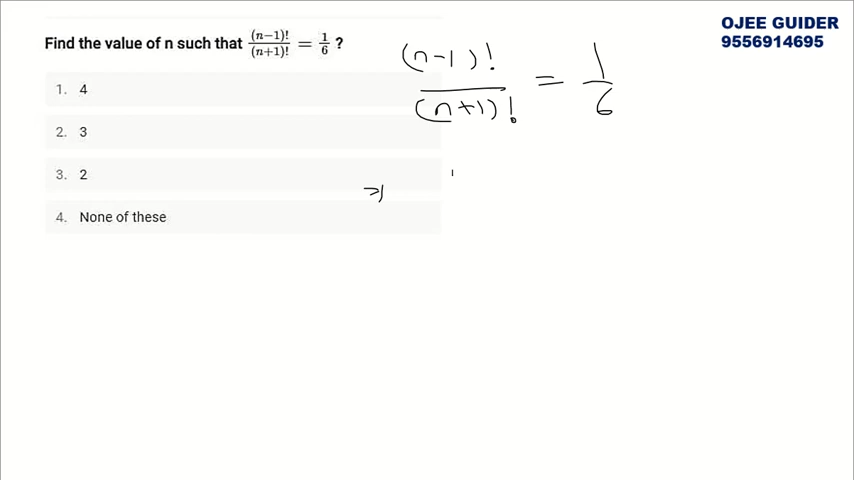 OJEE GUIDER
9556914695
Find the value of n such that (n−1)!/(n+1)! = 1/6 ?
1. 4
2. 3
3. 2
4. None of these
(n-1)!/(n+1)! = 1/6
⇒